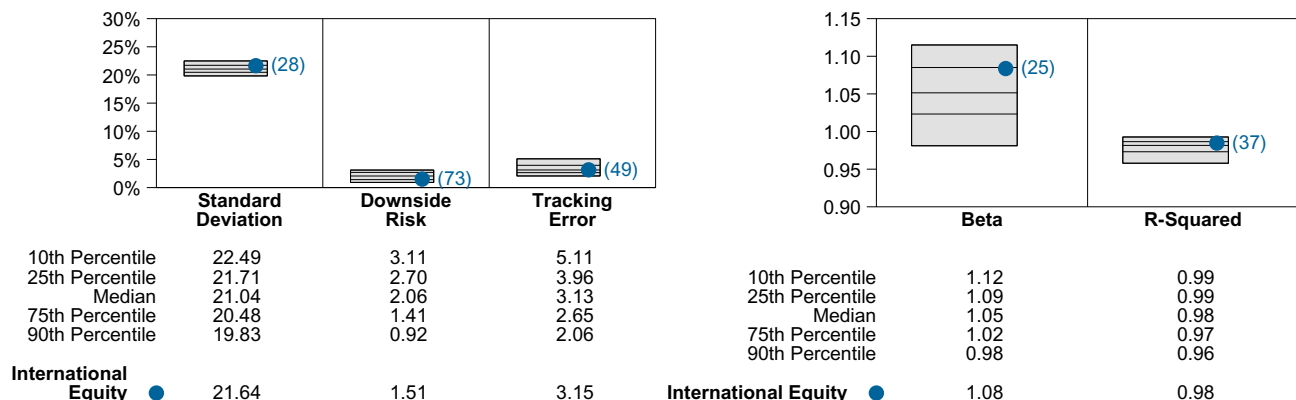 30%
25%
20%
15%
10%
5%
0%
(28)
(73)
(49)
Standard
Deviation
Downside
Risk
Tracking
Error
10th Percentile 22.49 3.11 5.11
25th Percentile 21.71 2.70 3.96
Median 21.04 2.06 3.13
75th Percentile 20.48 1.41 2.65
90th Percentile 19.83 0.92 2.06
International
Equity 21.64 1.51 3.15
1.15
1.10
1.05
1.00
0.95
0.90
(25)
(37)
Beta R-Squared
10th Percentile 1.12 0.99
25th Percentile 1.09 0.99
Median 1.05 0.98
75th Percentile 1.02 0.97
90th Percentile 0.98 0.96
International Equity 1.08 0.98